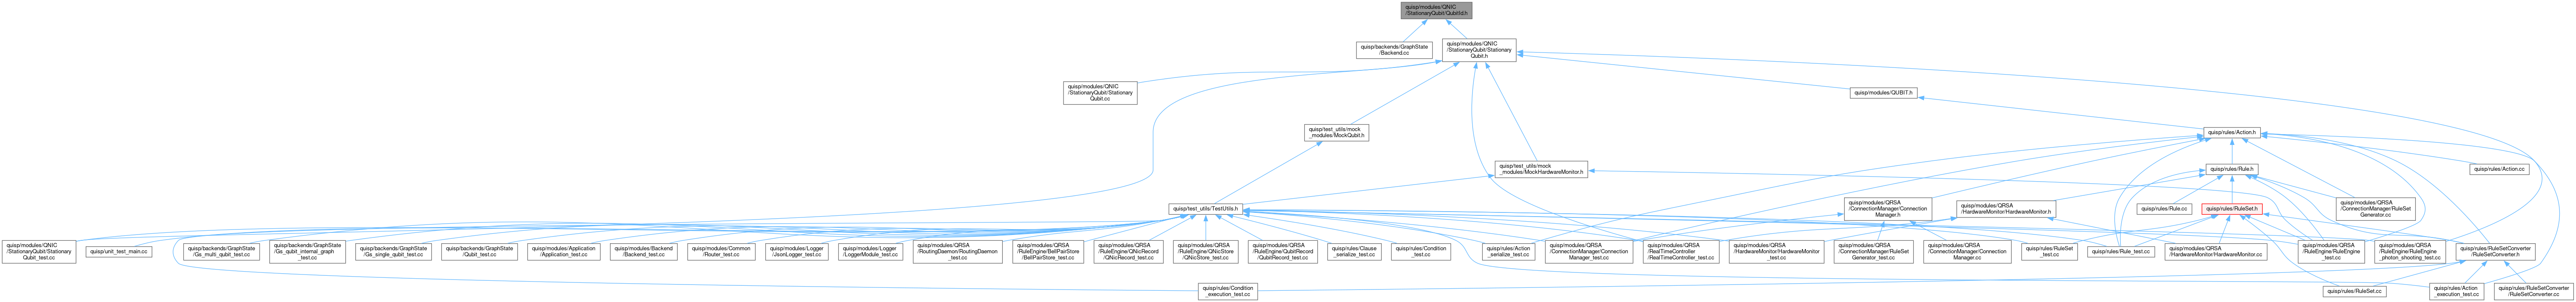 quisp/modules/QNIC
/StationaryQubit/QubitId.h
quisp/backends/GraphState
/Backend.cc
quisp/modules/QNIC
/StationaryQubit/Stationary
Qubit.h
quisp/modules/QNIC
/StationaryQubit/Stationary
Qubit.cc
quisp/modules/QUBIT.h
quisp/test_utils/mock
_modules/MockQubit.h
quisp/rules/Action.h
quisp/test_utils/mock
_modules/MockHardwareMonitor.h
quisp/rules/Rule.h
quisp/rules/Action.cc
quisp/test_utils/TestUtils.h
quisp/modules/QRSA
/ConnectionManager/Connection
Manager.h
quisp/modules/QRSA
/HardwareMonitor/HardwareMonitor.h
quisp/rules/Rule.cc
quisp/rules/RuleSet.h
quisp/modules/QRSA
/ConnectionManager/RuleSet
Generator.cc
quisp/modules/QNIC
/StationaryQubit/Stationary
Qubit_test.cc
quisp/unit_test_main.cc
quisp/backends/GraphState
/Gs_multi_qubit_test.cc
quisp/backends/GraphState
/Gs_qubit_internal_graph
_test.cc
quisp/backends/GraphState
/Gs_single_qubit_test.cc
quisp/backends/GraphState
/Qubit_test.cc
quisp/modules/Application
/Application_test.cc
quisp/modules/Backend
/Backend_test.cc
quisp/modules/Common
/Router_test.cc
quisp/modules/Logger
/JsonLogger_test.cc
quisp/modules/Logger
/LoggerModule_test.cc
quisp/modules/QRSA
/RoutingDaemon/RoutingDaemon
_test.cc
quisp/modules/QRSA
/RuleEngine/BellPairStore
/BellPairStore_test.cc
quisp/modules/QRSA
/RuleEngine/QNicRecord
/QNicRecord_test.cc
quisp/modules/QRSA
/RuleEngine/QNicStore
/QNicStore_test.cc
quisp/modules/QRSA
/RuleEngine/QubitRecord
/QubitRecord_test.cc
quisp/rules/Clause
_serialize_test.cc
quisp/rules/Condition
_test.cc
quisp/rules/Action
_serialize_test.cc
quisp/modules/QRSA
/ConnectionManager/Connection
Manager_test.cc
quisp/modules/QRSA
/RealTimeController
/RealTimeController_test.cc
quisp/modules/QRSA
/HardwareMonitor/HardwareMonitor
_test.cc
quisp/modules/QRSA
/ConnectionManager/RuleSet
Generator_test.cc
quisp/modules/QRSA
/ConnectionManager/Connection
Manager.cc
quisp/rules/RuleSet
_test.cc
quisp/rules/Rule_test.cc
quisp/modules/QRSA
/HardwareMonitor/HardwareMonitor.cc
quisp/modules/QRSA
/RuleEngine/RuleEngine
_test.cc
quisp/modules/QRSA
/RuleEngine/RuleEngine
_photon_shooting_test.cc
quisp/rules/RuleSetConverter
/RuleSetConverter.h
quisp/rules/Condition
_execution_test.cc
quisp/rules/RuleSet.cc
quisp/rules/Action
_execution_test.cc
quisp/rules/RuleSetConverter
/RuleSetConverter.cc